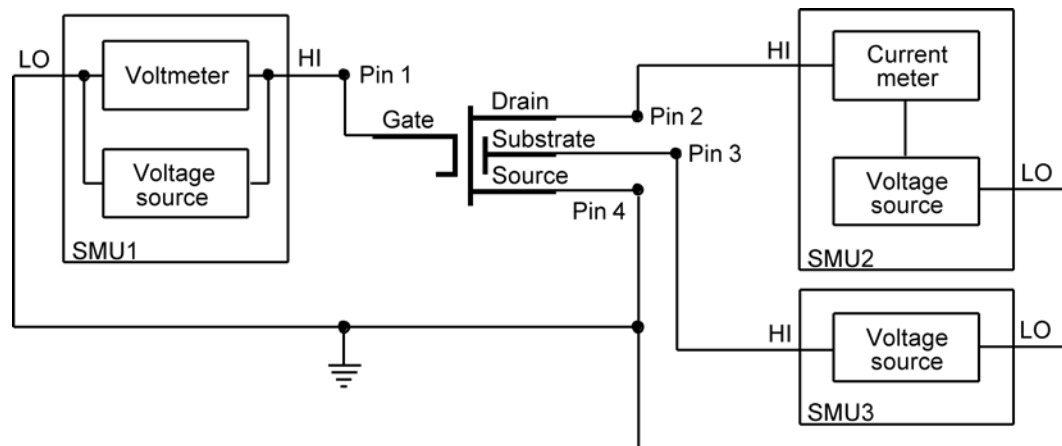 LO
Voltmeter
HI
Voltage
source
SMU1
Pin 1
Gate
Drain
Pin 2
Substrate
Pin 3
Source
Pin 4
HI
Current
meter
Voltage
source
LO
SMU2
HI
Voltage
source
LO
SMU3